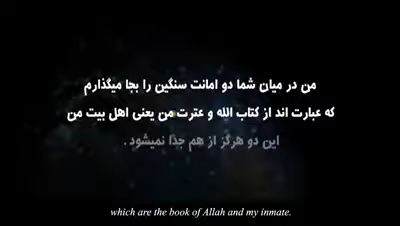 من در میان شما دو امانت سنگین را بجا میگذارم
که عبارت اند از کتاب الله و عترت من یعنی اهل بیت من
این دو هرگز از هم جدا نمیشود .
which are the book of Allah and my inmate.